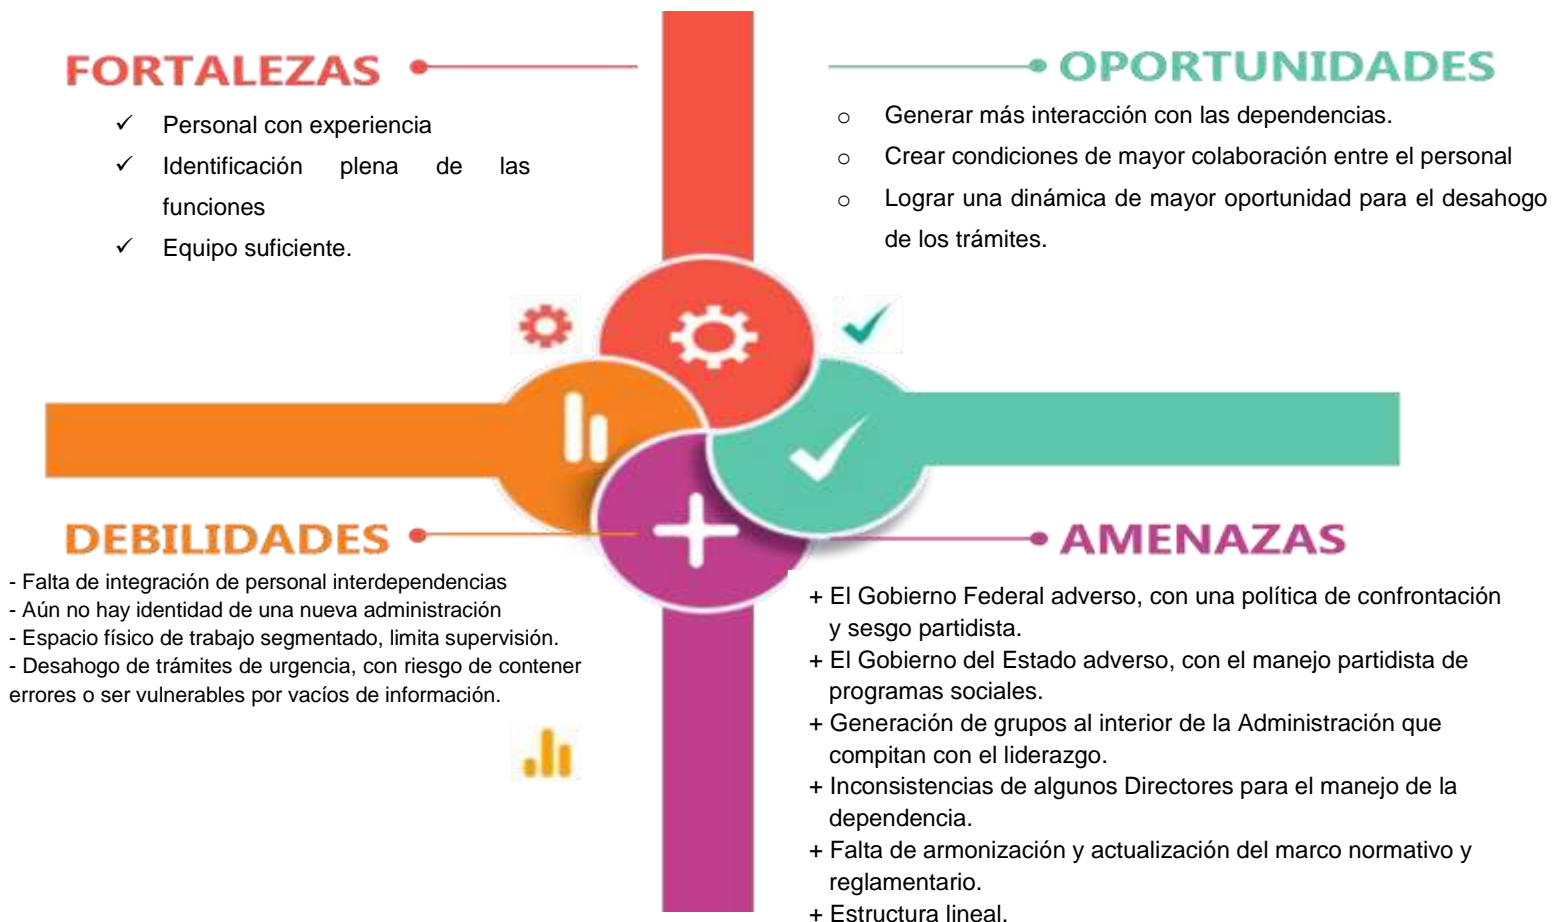 FORTALEZAS
✓ Personal con experiencia
✓ Identificación plena de las
funciones
✓ Equipo suficiente.
OPORTUNIDADES
o Generar más interacción con las dependencias.
o Crear condiciones de mayor colaboración entre el personal
o Lograr una dinámica de mayor oportunidad para el desahogo
de los trámites.
DEBILIDADES
- Falta de integración de personal interdependencias
- Aún no hay identidad de una nueva administración
- Espacio físico de trabajo segmentado, limita supervisión.
- Desahogo de trámites de urgencia, con riesgo de contener
errores o ser vulnerables por vacíos de información.
AMENAZAS
+ El Gobierno Federal adverso, con una política de confrontación
y sesgo partidista.
+ El Gobierno del Estado adverso, con el manejo partidista de
programas sociales.
+ Generación de grupos al interior de la Administración que
compitan con el liderazgo.
+ Inconsistencias de algunos Directores para el manejo de la
dependencia.
+ Falta de armonización y actualización del marco normativo y
reglamentario.
+ Estructura lineal.